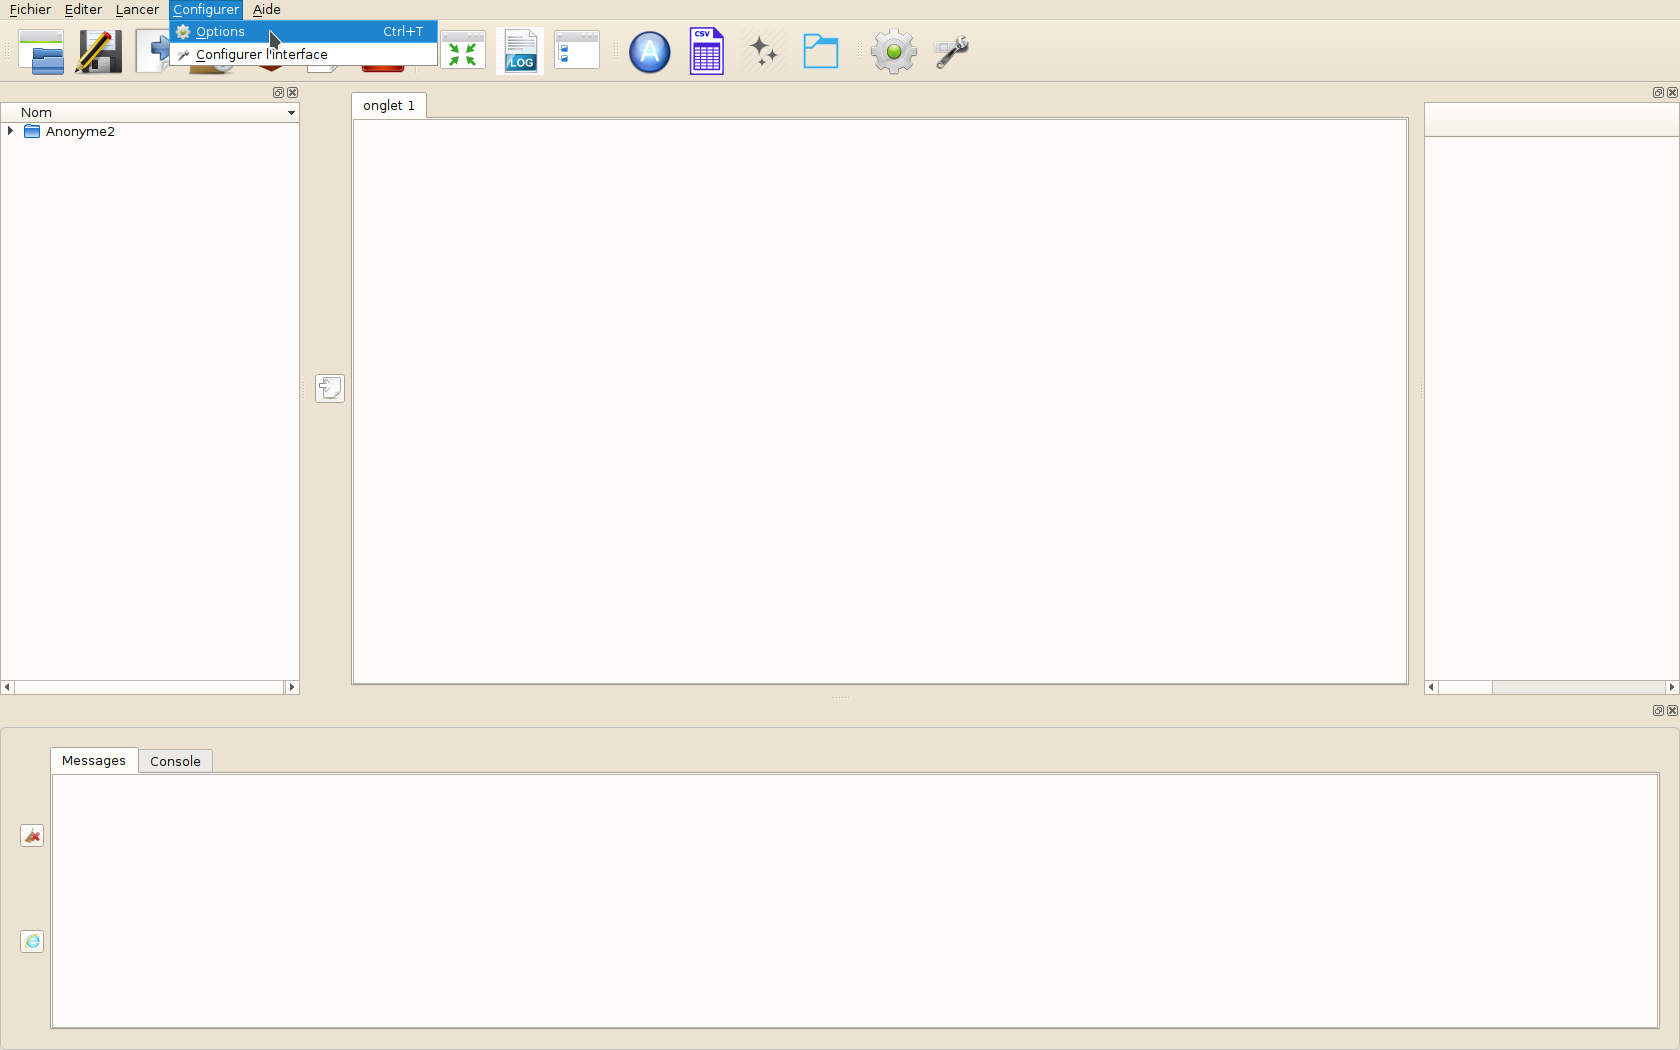 Fichier Editer Lancer Configurer Aide
Options Ctrl+T
Configurer l'interface
LOG
A
CSV
Nom
Anonyme2
onglet 1
Messages Console